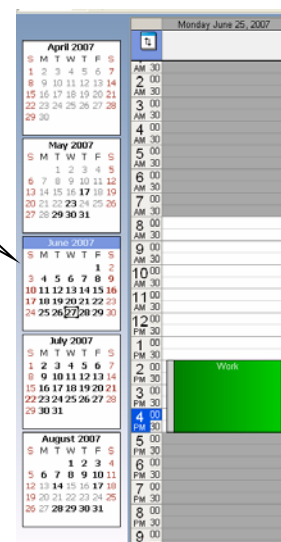 Monday June 25, 2007
April 2007
S M T W T F S
1 2 3 4 5 6 7
8 9 10 11 12 13 14
15 16 17 18 19 20 21
22 23 24 25 26 27 28
29 30
May 2007
S M T W T F S
1 2 3 4 5
6 7 8 9 10 11 12
13 14 15 16 17 18 19
20 21 22 23 24 25 26
27 28 29 30 31
June 2007
S M T W T F S
1 2
3 4 5 6 7 8 9
10 11 12 13 14 15 16
17 18 19 20 21 22 23
24 25 26 27 28 29 30
July 2007
S M T W T F S
1 2 3 4 5 6 7
8 9 10 11 12 13 14
15 16 17 18 19 20 21
22 23 24 25 26 27 28
29 30 31
August 2007
S M T W T F S
1 2 3 4
5 6 7 8 9 10 11
12 13 14 15 16 17 18
19 20 21 22 23 24 25
26 27 28 29 30 31
AM 30
2 00
AM 30
3 00
AM 30
4 00
AM 30
5 00
AM 30
6 00
AM 30
7 00
AM 30
8 00
AM 30
9 00
AM 30
10 00
AM 30
11 00
AM 30
12 00
PM 30
1 00
PM 30
2 00 Work
PM 30
3 00
PM 30
4 00
PM 30
5 00
PM 30
6 00
PM 30
7 00
PM 30
8 00
PM 30
9 00